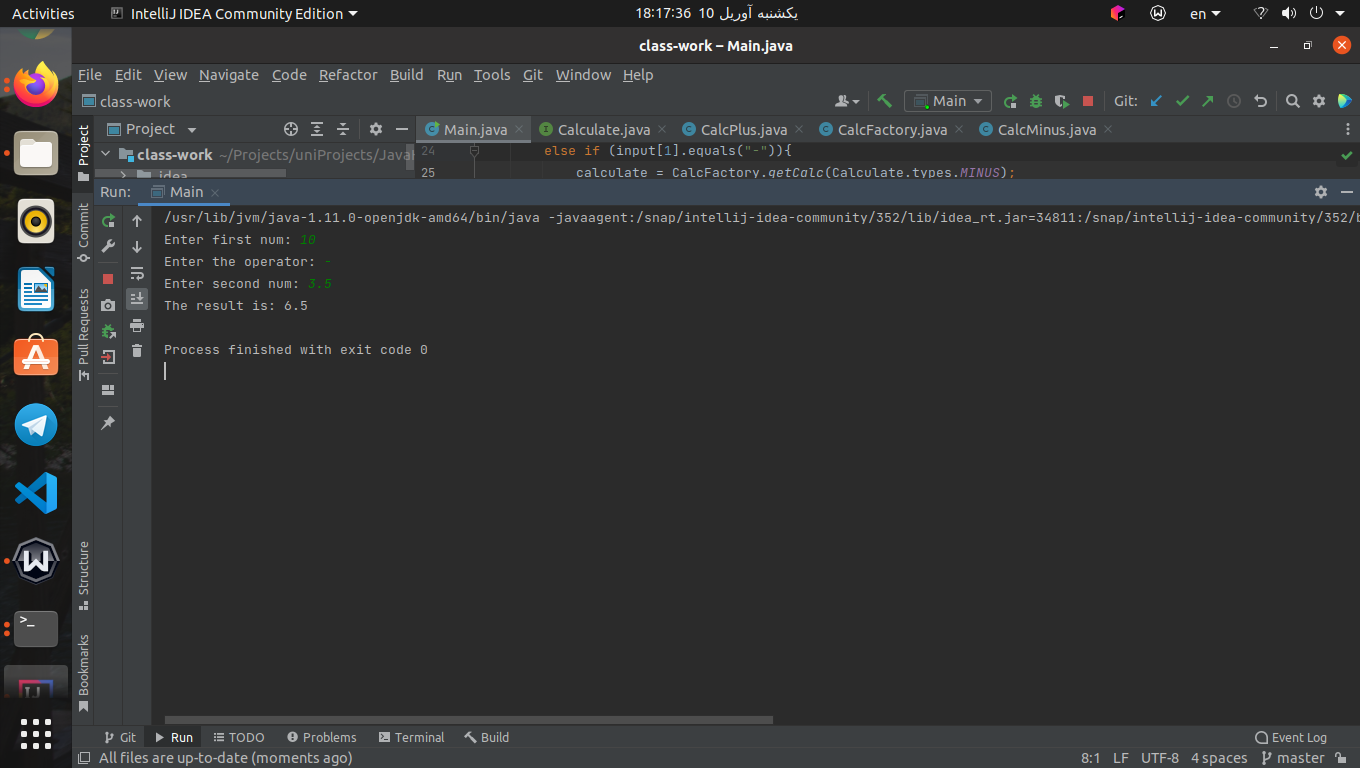 Activities IntelliJ IDEA Community Edition یکشنبه آوریل 10 18:17:36 en
class-work – Main.java
File Edit View Navigate Code Refactor Build Run Tools Git Window Help
class-work Main Git:
Project Main.java Calculate.java CalcPlus.java CalcFactory.java CalcMinus.java
class-work ~/Projects/uniProjects/Java
24 else if (input[1].equals("-")){
.idea
25 calculate = CalcFactory.getCalc(Calculate.types.MINUS);
Run: Main
/usr/lib/jvm/java-1.11.0-openjdk-amd64/bin/java -javaagent:/snap/intellij-idea-community/352/lib/idea_rt.jar=34811:/snap/intellij-idea-community/352/b
Enter first num: 10
Enter the operator: -
Enter second num: 3.5
The result is: 6.5
Process finished with exit code 0
Project
Commit
Pull Requests
Structure
Bookmarks
Git Run TODO Problems Terminal Build Event Log
All files are up-to-date (moments ago) 8:1 LF UTF-8 4 spaces master